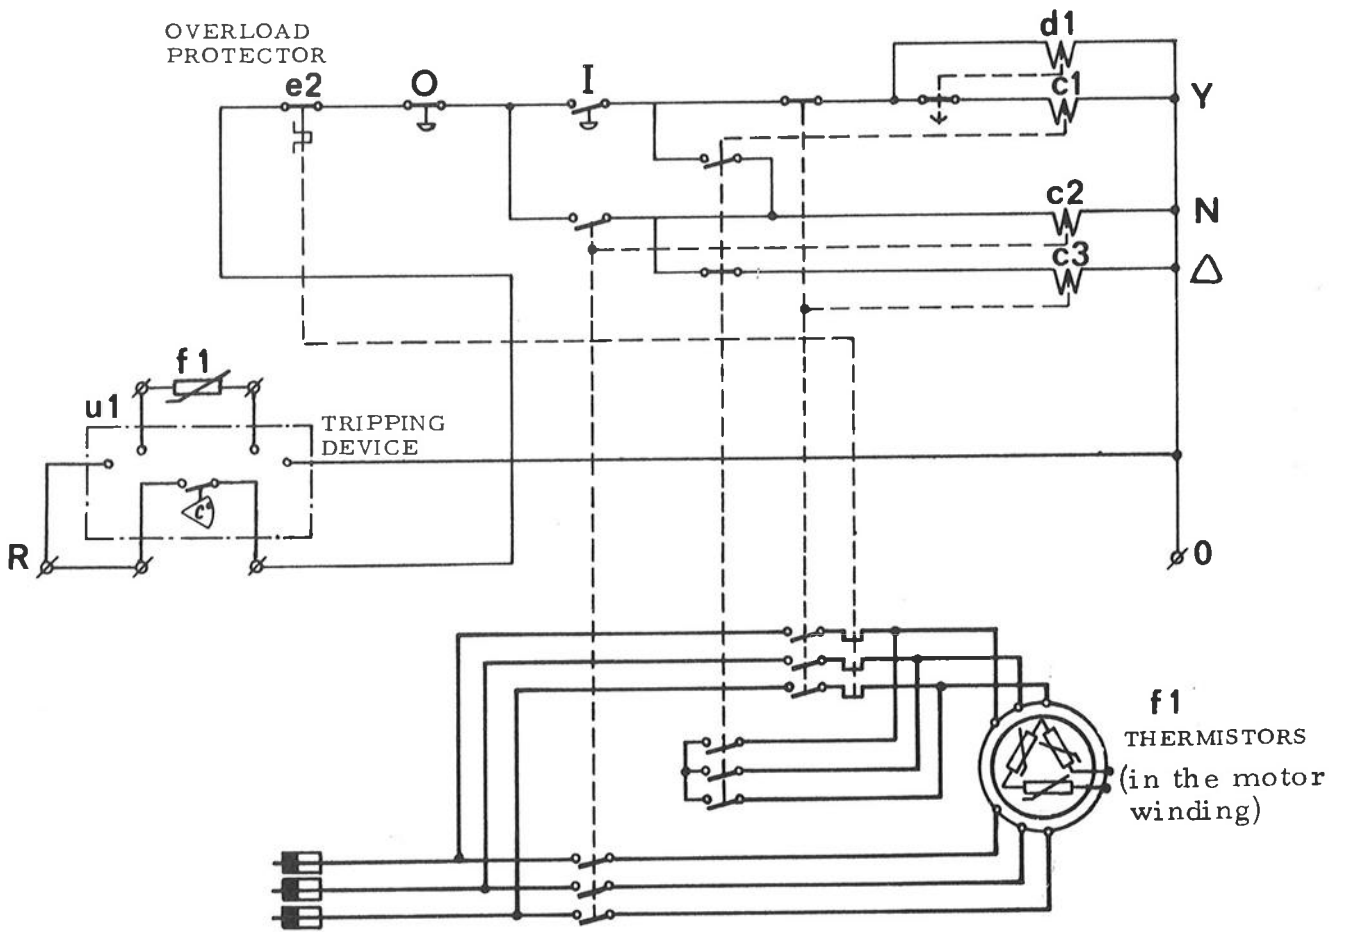 OVERLOAD
PROTECTOR
e2
O
I
d1
c1
Y
c2
N
c3
Δ
f1
u1
TRIPPING
DEVICE
C°
R
0
f1
THERMISTORS
(in the motor
winding)